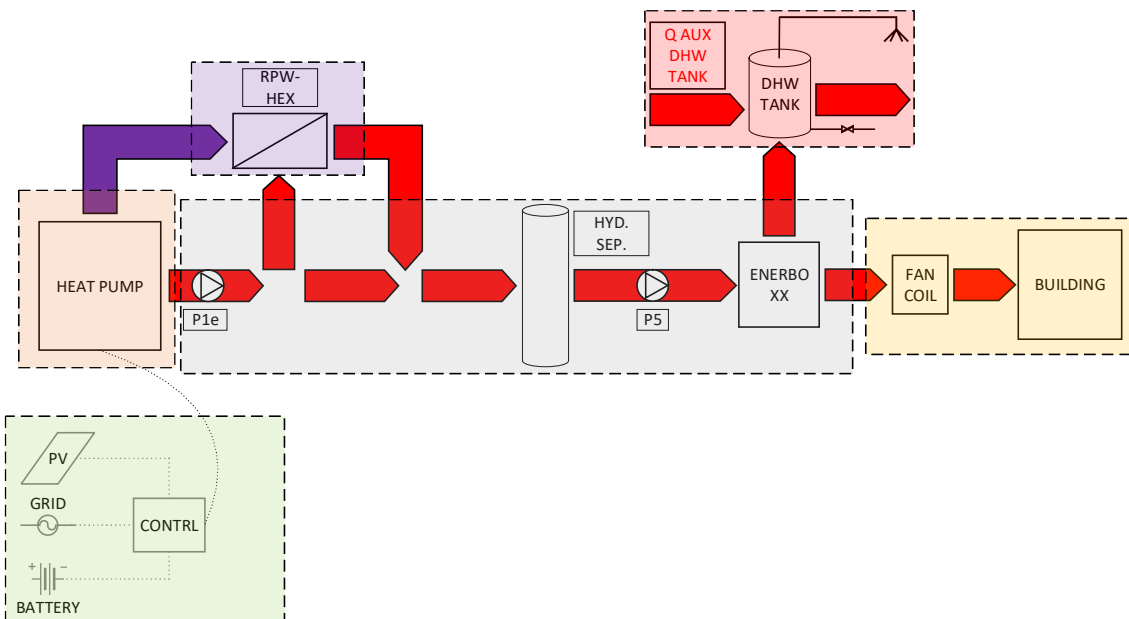 Q AUX
DHW
TANK
DHW
TANK
RPW-
HEX
HYD.
SEP.
HEAT PUMP
P1e
P5
ENERBO
XX
FAN
COIL
BUILDING
PV
GRID
CONTRL
+ −
BATTERY